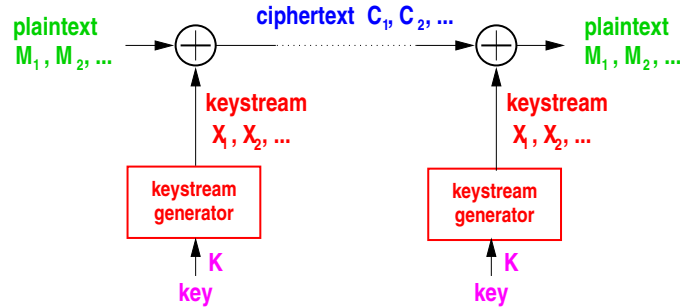 ciphertext C1, C2, ...
plaintext
M1 , M2, ...
plaintext
M1 , M2, ...
keystream
X1 , X2, ...
keystream
X1 , X2, ...
keystream
generator
keystream
generator
K
key
K
key